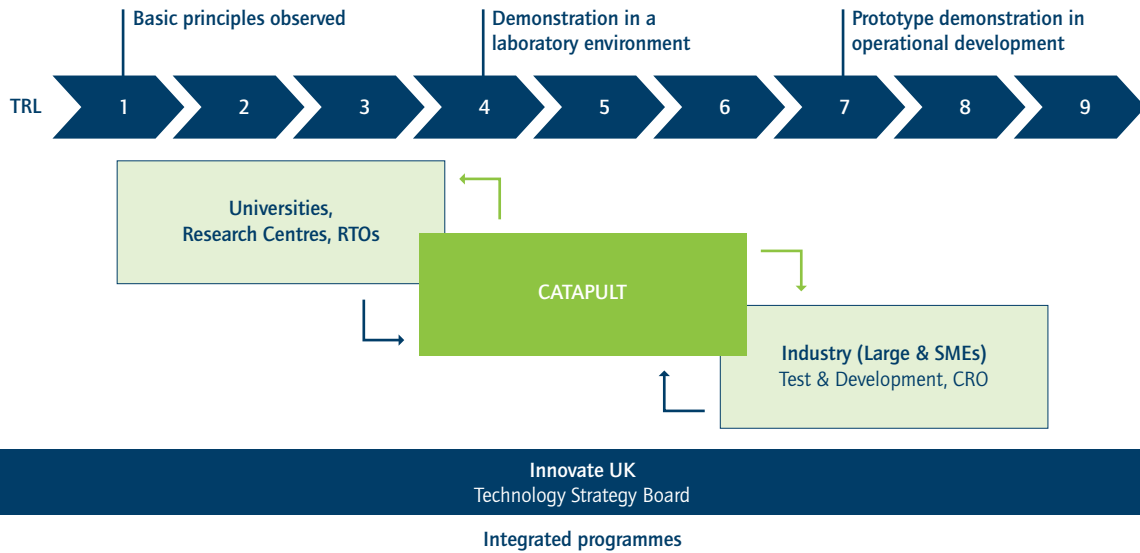 Basic principles observed
Demonstration in a
laboratory environment
Prototype demonstration in
operational development
TRL 1 2 3 4 5 6 7 8 9
Universities,
Research Centres, RTOs
CATAPULT
Industry (Large & SMEs)
Test & Development, CRO
Innovate UK
Technology Strategy Board
Integrated programmes